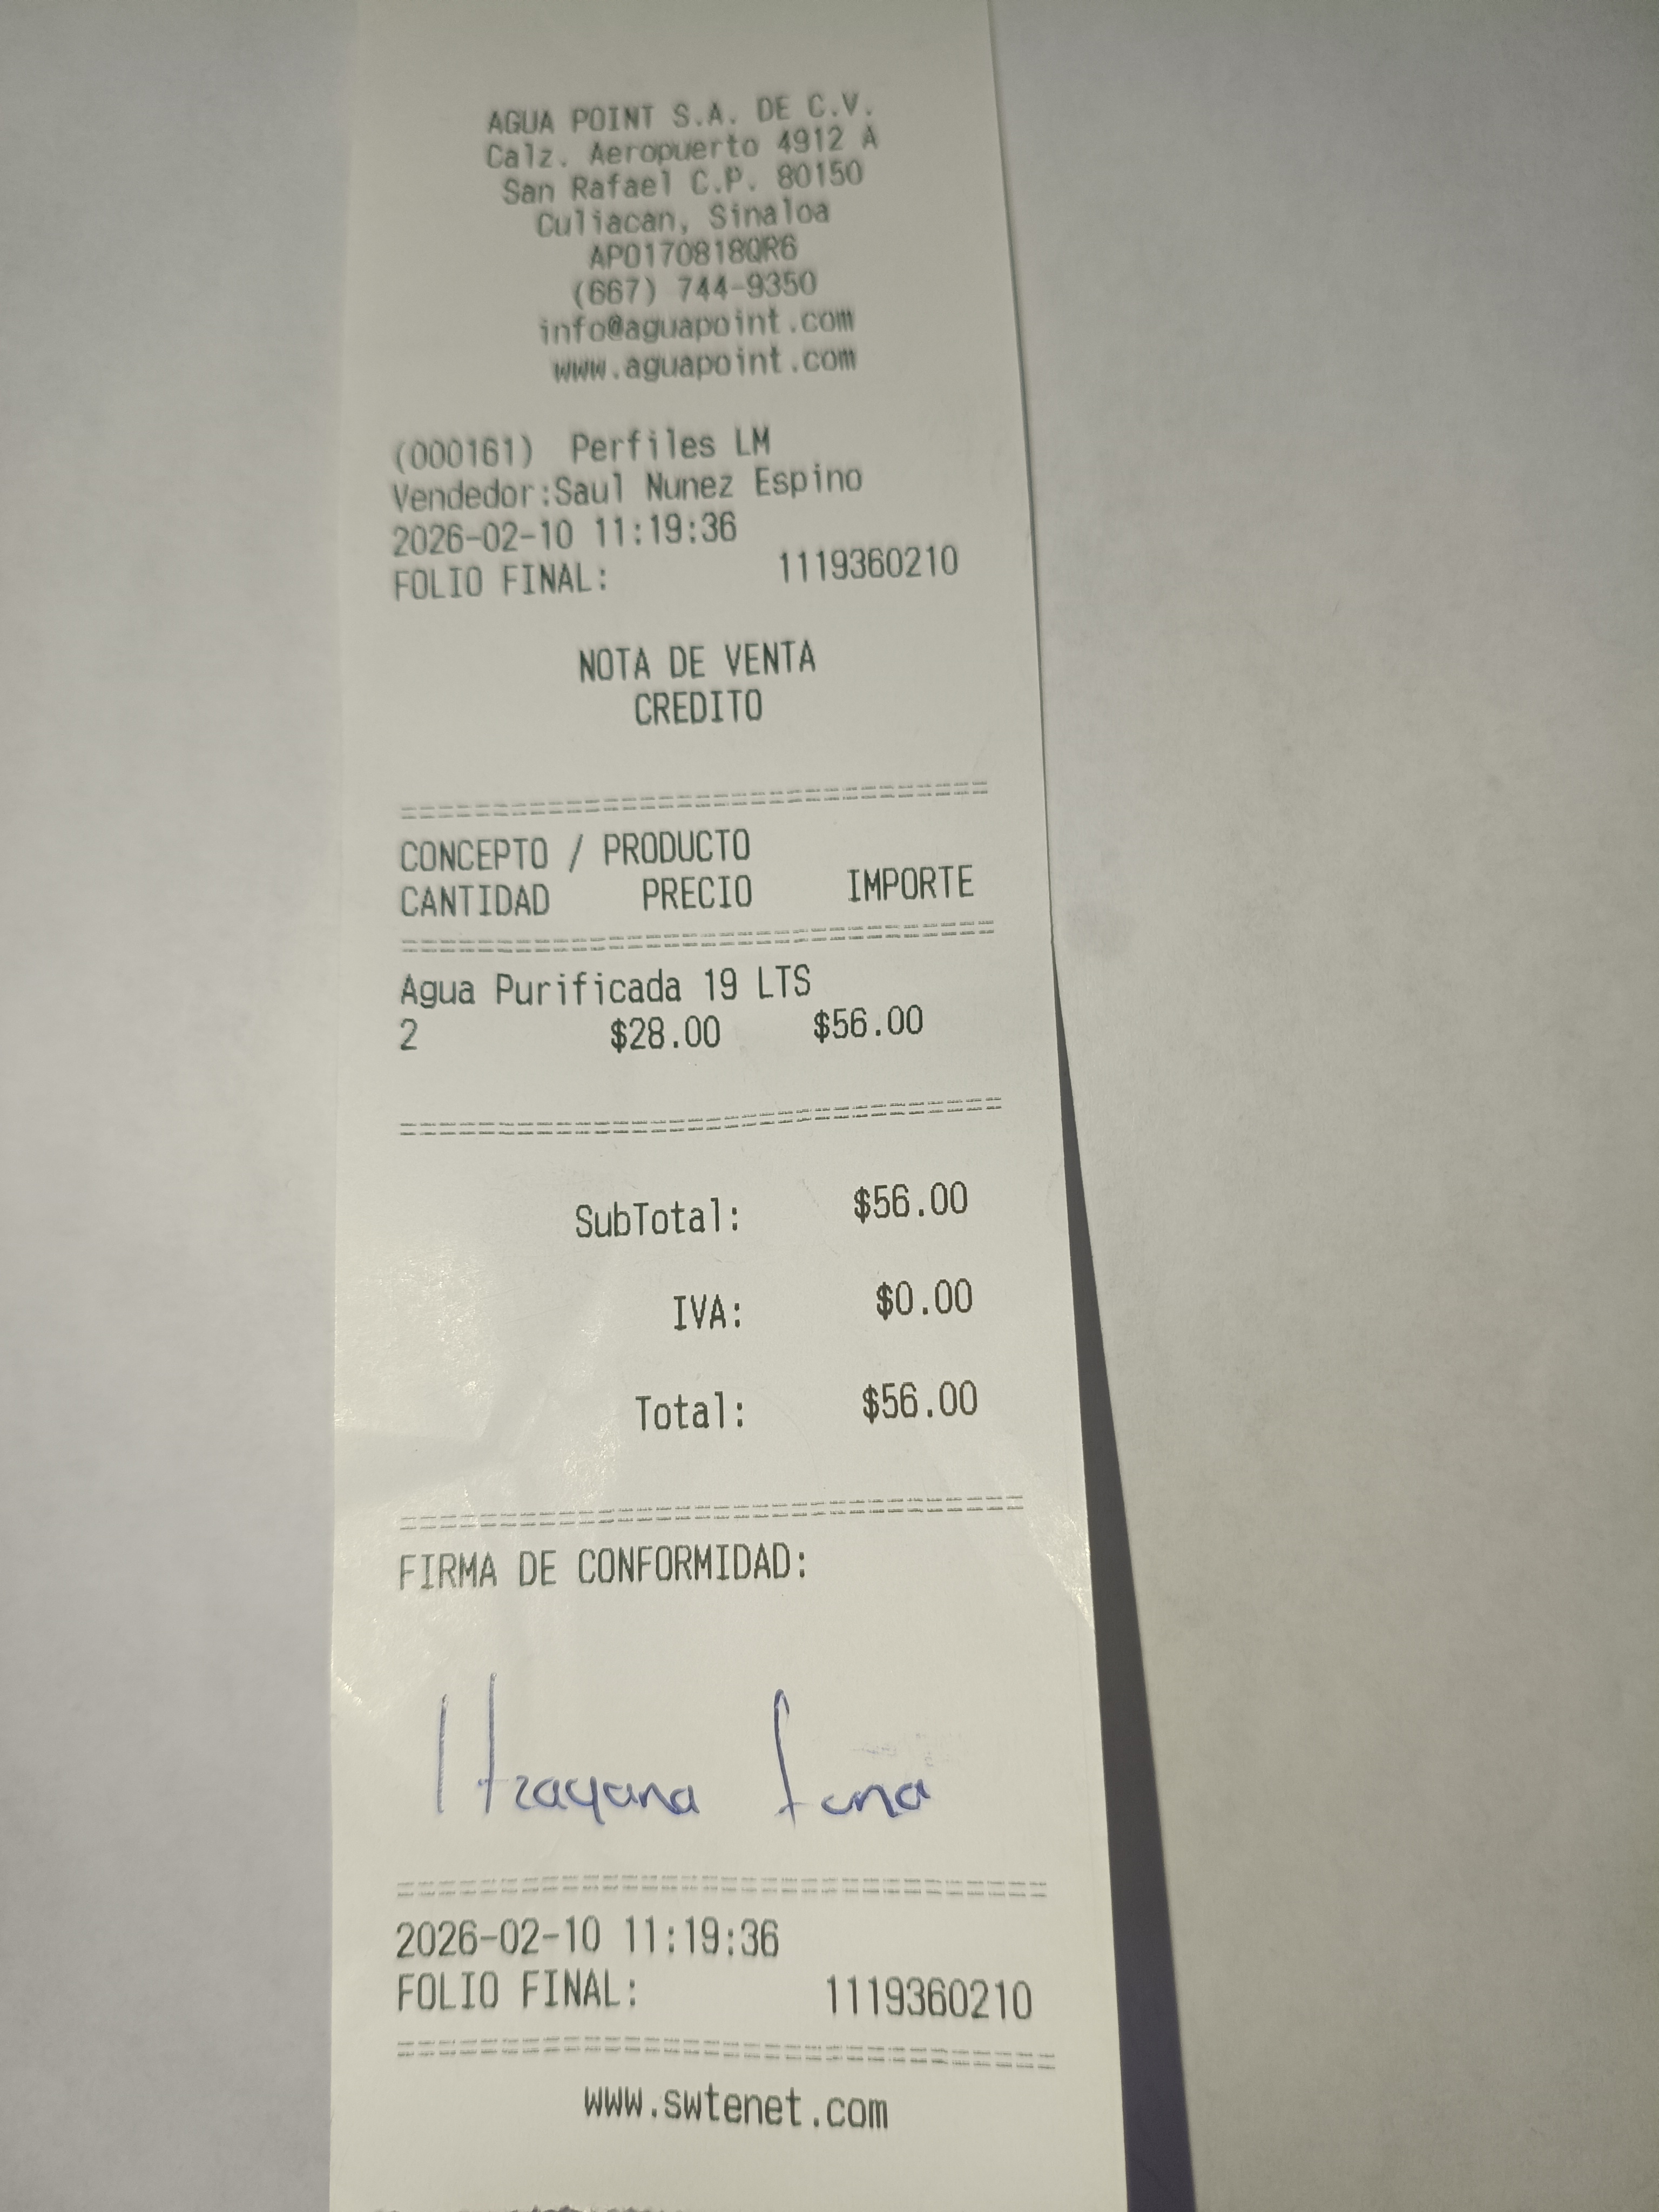 AGUA POINT S.A. DE C.V.
Calz. Aeropuerto 4912 A
San Rafael C.P. 80150
Culiacan, Sinaloa
APO170818QR6
(667) 744-9350
info@aguapoint.com
www.aguapoint.com
(000161) Perfiles LM
Vendedor:Saul Nunez Espino
2026-02-10 11:19:36
FOLIO FINAL: 1119360210
NOTA DE VENTA
CREDITO
CONCEPTO / PRODUCTO
CANTIDAD PRECIO IMPORTE
Agua Purificada 19 LTS
2 $28.00 $56.00
SubTotal: $56.00
IVA: $0.00
Total: $56.00
FIRMA DE CONFORMIDAD:
Itzayana
2026-02-10 11:19:36
FOLIO FINAL: 1119360210
www.swtenet.com